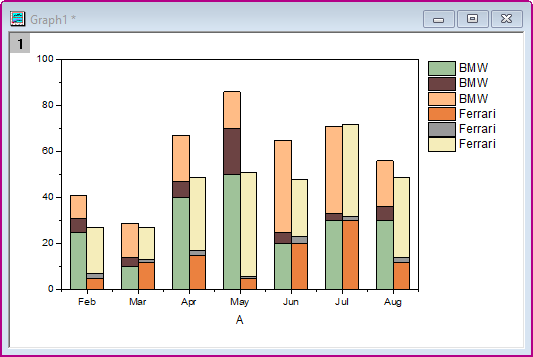 Graph1 *
1
100
80
60
40
20
0
Feb Mar Apr May Jun Jul Aug
A
BMW
BMW
BMW
Ferrari
Ferrari
Ferrari